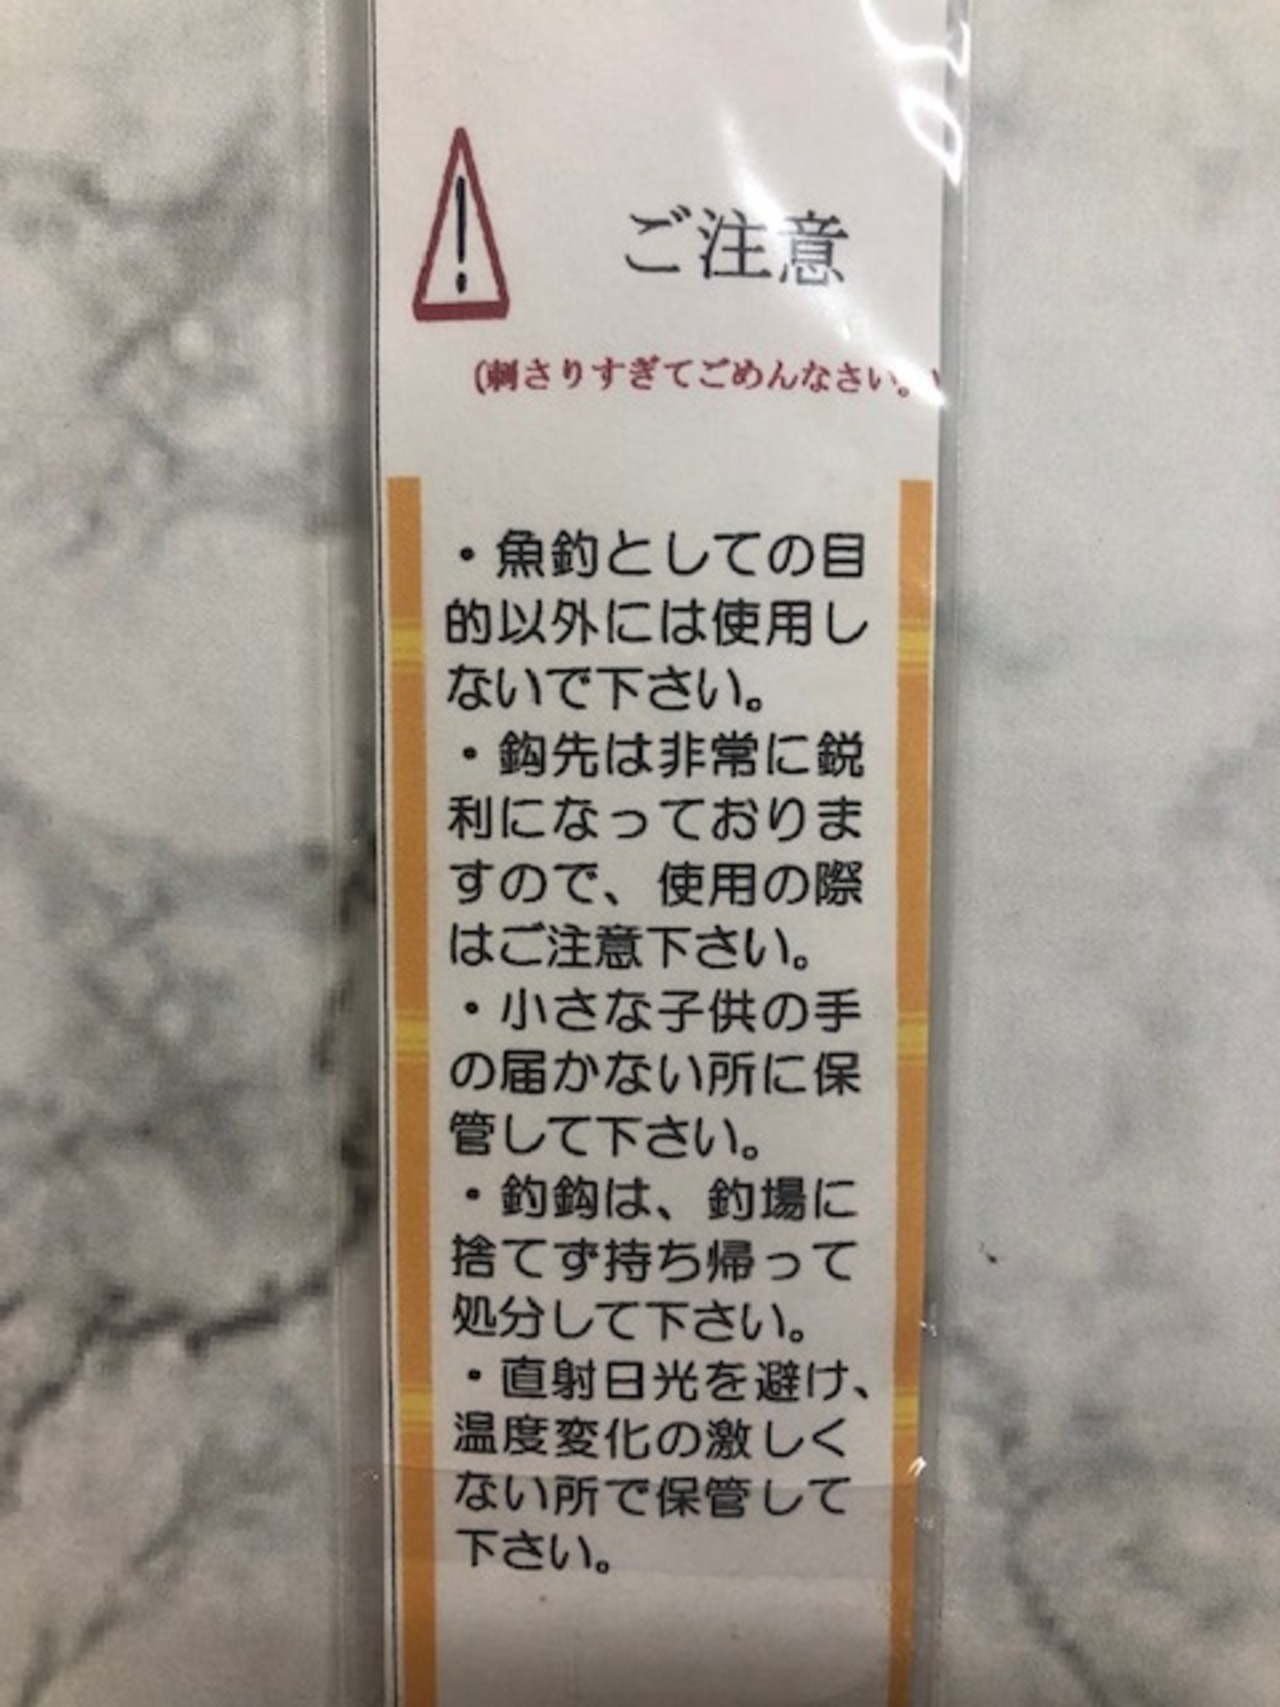 ご注意
(刺さりすぎてごめんなさい。)
・魚釣としての目
的以外には使用し
ないで下さい。
・鈎先は非常に鋭
利になっておりま
すので、使用の際
はご注意下さい。
・小さな子供の手
の届かない所に保
管して下さい。
・釣鈎は、釣場に
捨てず持ち帰って
処分して下さい。
・直射日光を避け、
温度変化の激しく
ない所で保管して
下さい。